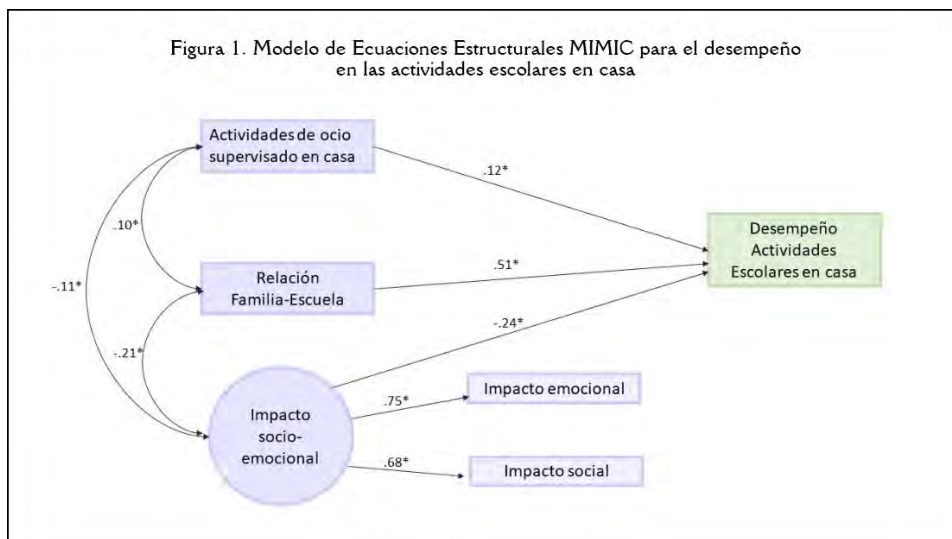 Figura 1. Modelo de Ecuaciones Estructurales MIMIC para el desempeño
en las actividades escolares en casa
Actividades de ocio
supervisado en casa
.12*
.10*
Desempeño
Actividades
Escolares en casa
Relación
Familia-Escuela
.51*
-.11*
-.24*
-.21*
Impacto
socio-
emocional
.75*
Impacto emocional
.68*
Impacto social